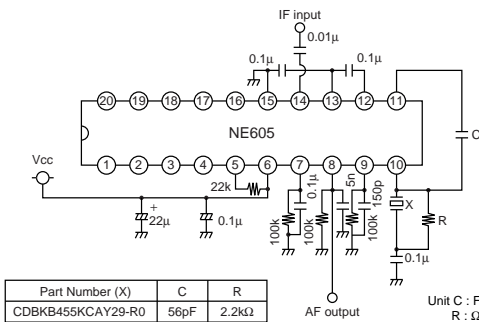 IF input
0.01µ
0.1µ
0.1µ
20 19 18 17 16 15 14 13 12 11
NE605
C
Vcc
1 2 3 4 5 6 7 8 9 10
22k
+
22µ
0.1µ
100k
0.1µ
100k
5n
100k
150p
X
R
0.1µ
AF output
Part Number (X) C R
CDBKB455KCAY29-R0 56pF 2.2kΩ
Unit C : F
R : Ω